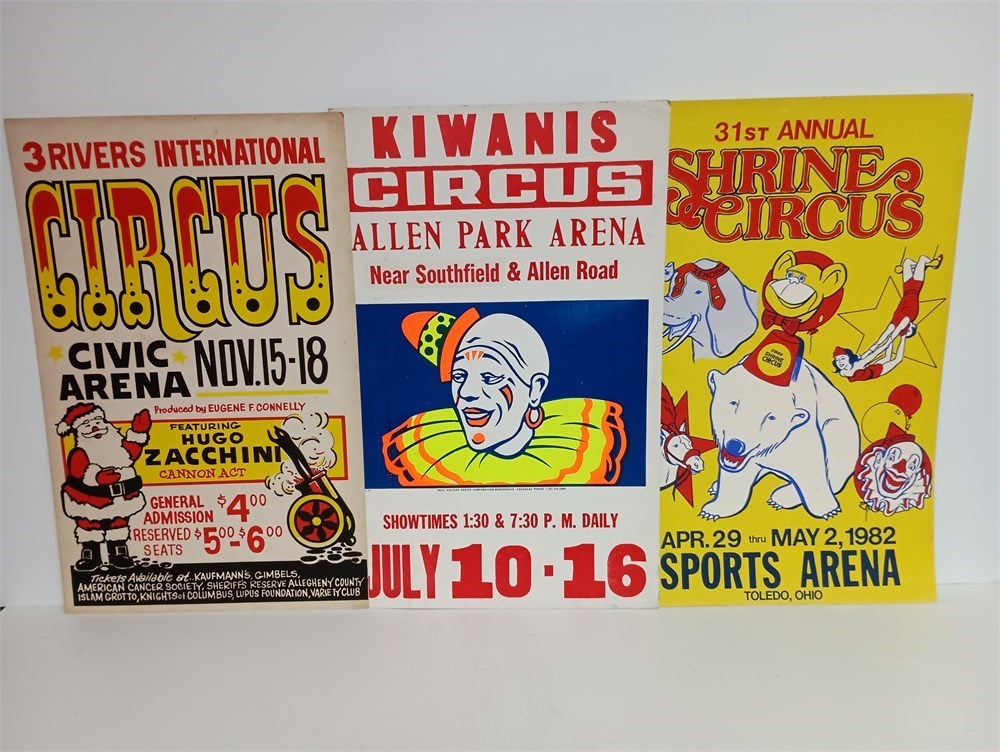 3 RIVERS INTERNATIONAL
CIRCUS
CIVIC
ARENA
NOV. 15-18
Produced by EUGENE F. CONNELLY
FEATURING
HUGO
ZACCHINI
CANNON ACT
GENERAL
ADMISSION $4.00
RESERVED
SEATS $5.00-$6.00
Tickets Available at.. KAUFMANN'S, GIMBELS,
AMERICAN CANCER SOCIETY, SHERIFFS RESERVE ALLEGHENY COUNTY
ISLAM GROTTO, KNIGHTS of COLUMBUS, LUPUS FOUNDATION, VARIETY CLUB
KIWANIS
CIRCUS
ALLEN PARK ARENA
Near Southfield & Allen Road
SHOWTIMES 1:30 & 7:30 P. M. DAILY
JULY 10 - 16
31ST ANNUAL
SHRINE
CIRCUS
ZENOBIA
SHRINE
CIRCUS
APR. 29 thru MAY 2, 1982
SPORTS ARENA
TOLEDO, OHIO